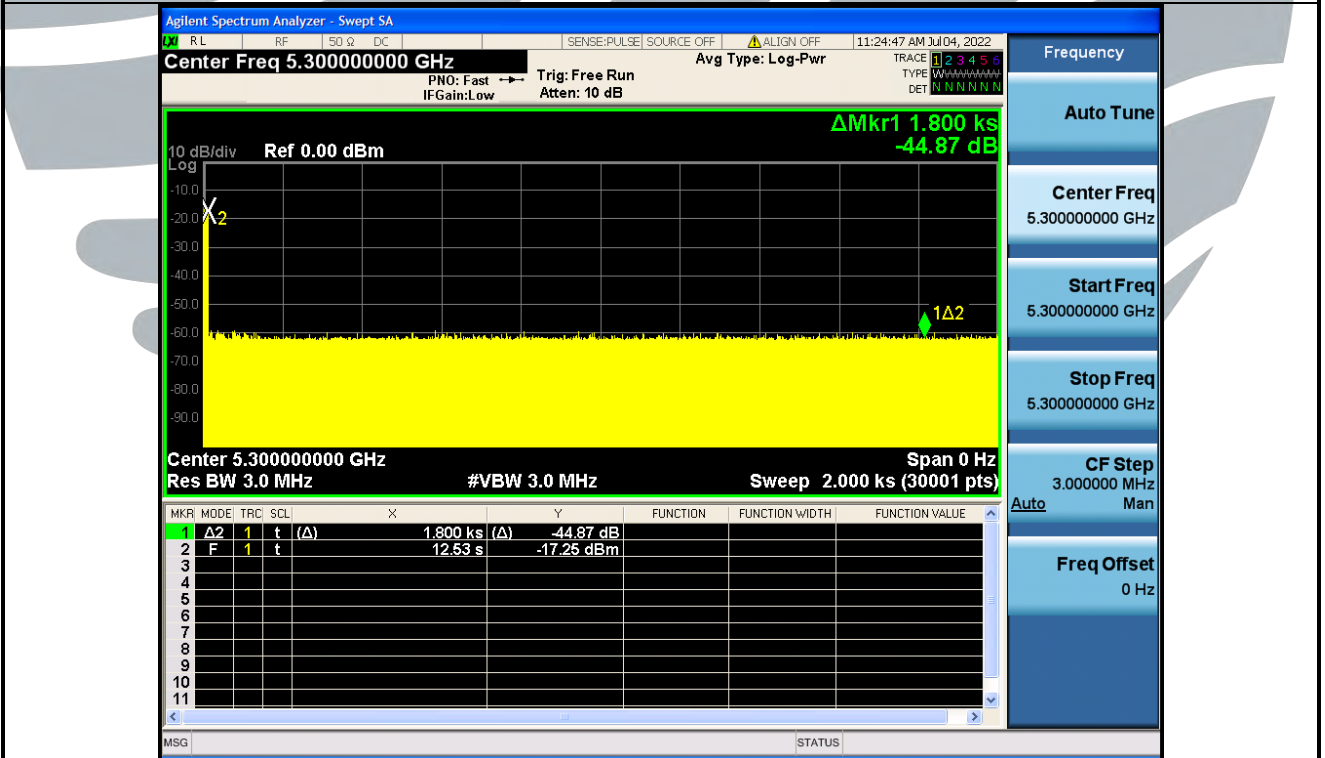 Agilent Spectrum Analyzer - Swept SA
LXI RL RF 50 Ω DC SENSE:PULSE SOURCE OFF ALIGN OFF 11:24:47 AM Jul 04, 2022
Center Freq 5.300000000 GHz
PNO: Fast
IFGain:Low
Trig: Free Run
Atten: 10 dB
Avg Type: Log-Pwr
TRACE 1 2 3 4 5 6
TYPE WWWWWW
DET N N N N N N
ΔMkr1 1.800 ks
-44.87 dB
10 dB/div Ref 0.00 dBm
Log
-10.0
-20.0
-30.0
-40.0
-50.0
-60.0
-70.0
-80.0
-90.0
2
1Δ2
Center 5.300000000 GHz Span 0 Hz
Res BW 3.0 MHz #VBW 3.0 MHz Sweep 2.000 ks (30001 pts)
MKR MODE TRC SCL X Y FUNCTION FUNCTION WIDTH FUNCTION VALUE
1 Δ2 1 t (Δ) 1.800 ks (Δ) -44.87 dB
2 F 1 t 12.53 s -17.25 dBm
3
4
5
6
7
8
9
10
11
MSG STATUS
Frequency
Auto Tune
Center Freq
5.300000000 GHz
Start Freq
5.300000000 GHz
Stop Freq
5.300000000 GHz
CF Step
3.000000 MHz
Auto Man
Freq Offset
0 Hz